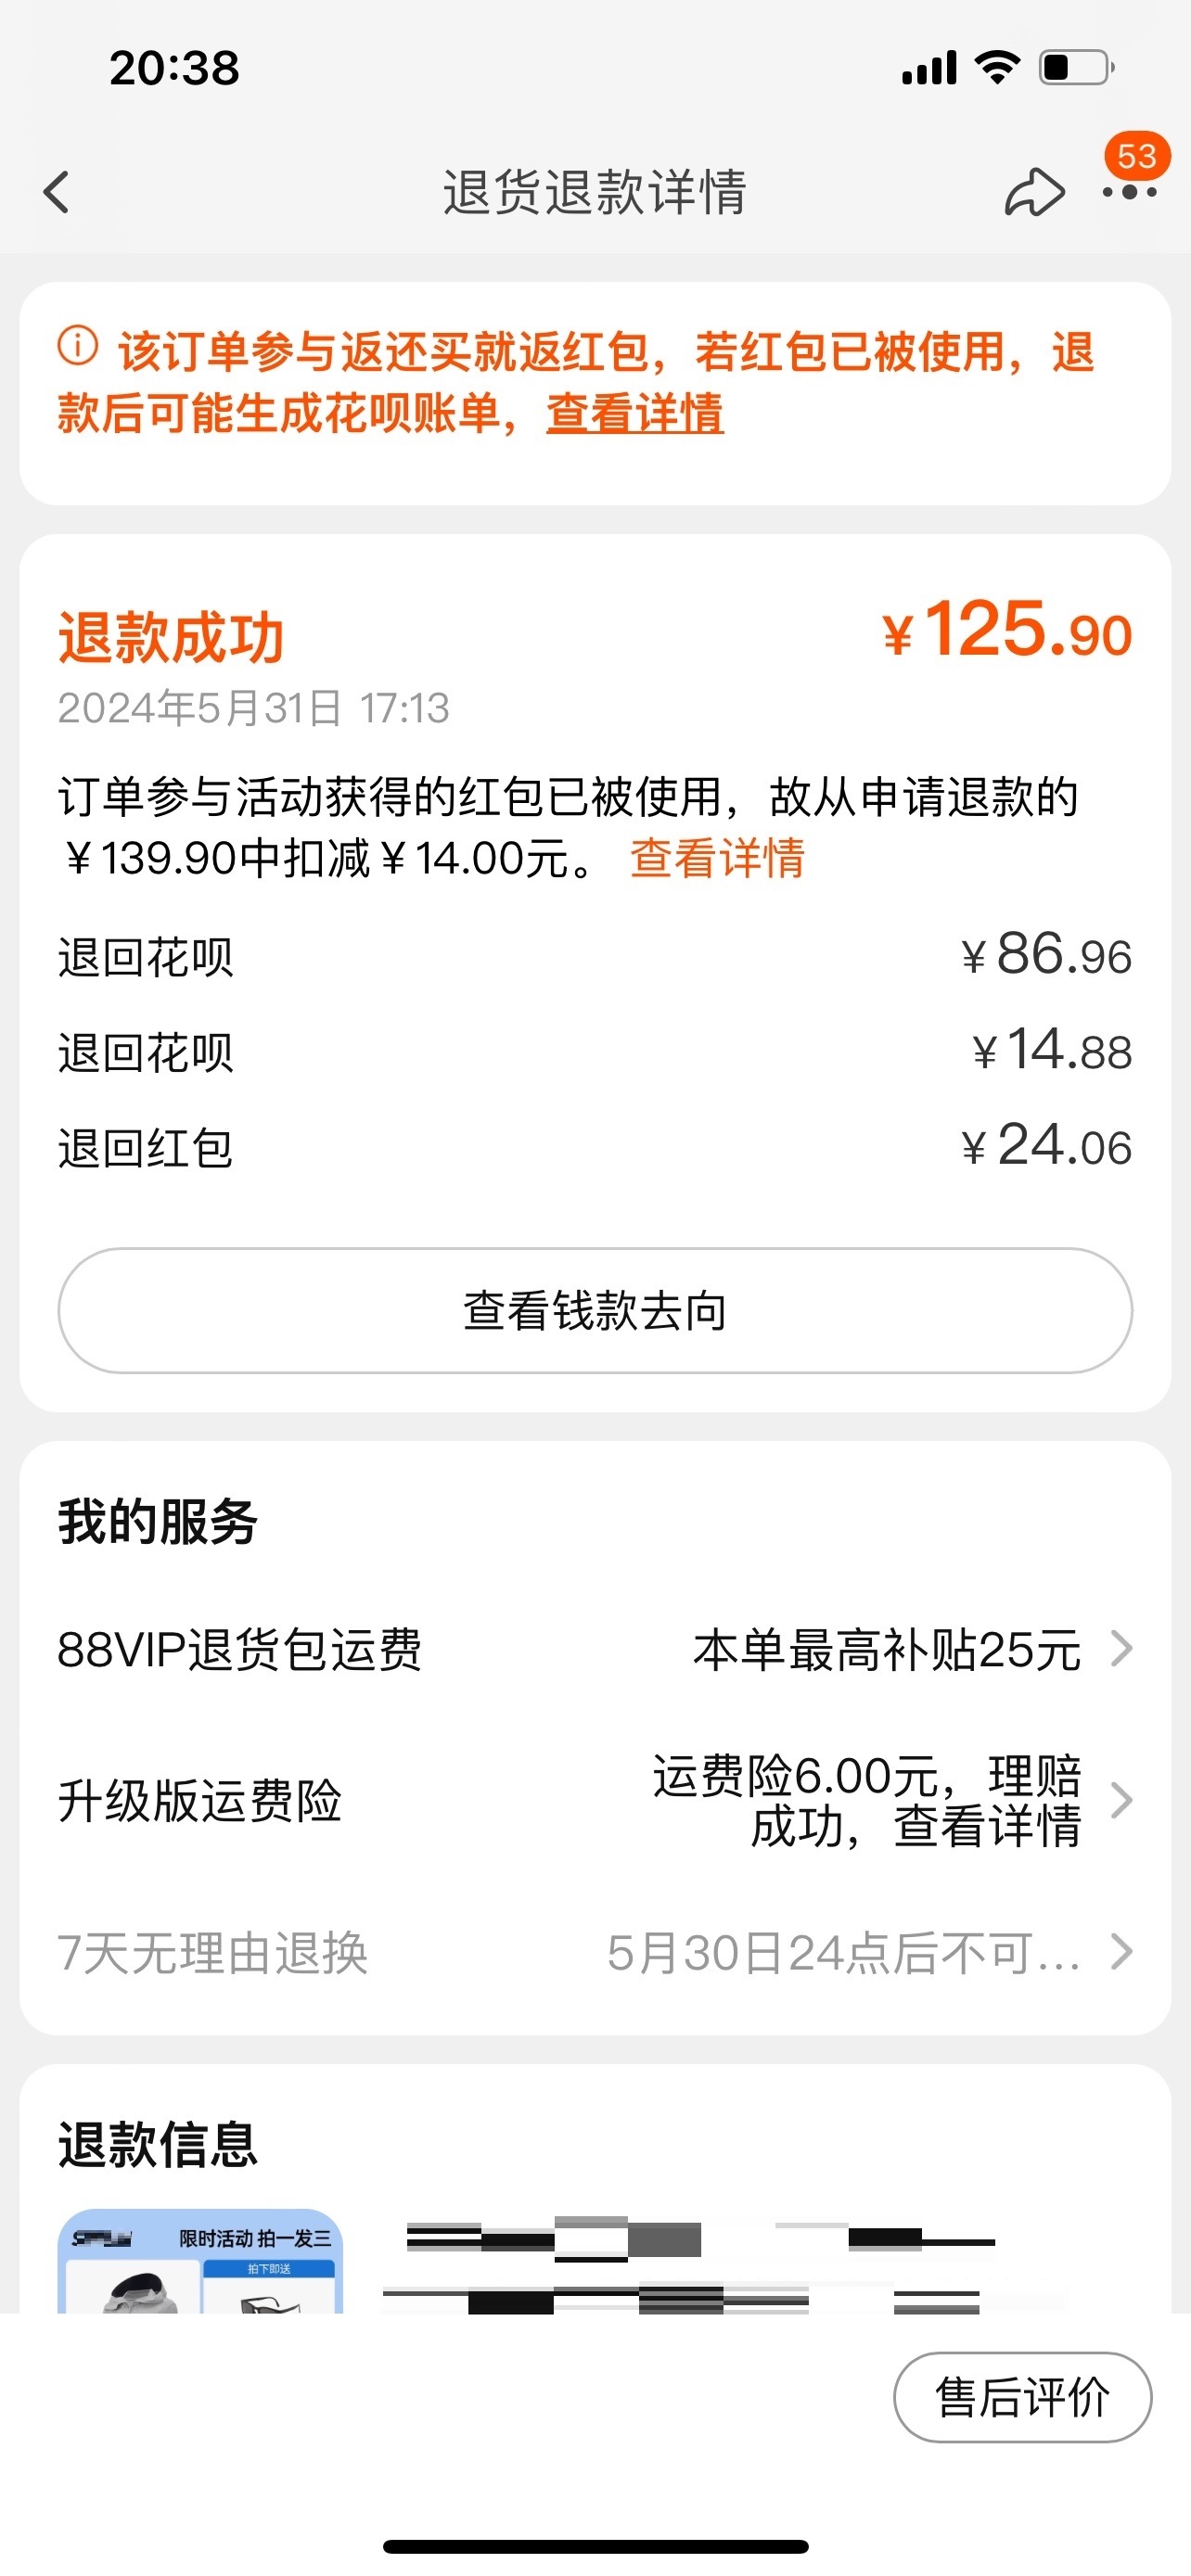 20:38
53
退货退款详情
该订单参与返还买就返红包，若红包已被使用，退
款后可能生成花呗账单，查看详情
退款成功 ¥125.90
2024年5月31日 17:13
订单参与活动获得的红包已被使用，故从申请退款的
¥139.90中扣减¥14.00元。 查看详情
退回花呗 ¥86.96
退回花呗 ¥14.88
退回红包 ¥24.06
查看钱款去向
我的服务
88VIP退货包运费 本单最高补贴25元
升级版运费险 运费险6.00元，理赔
成功，查看详情
7天无理由退换 5月30日24点后不可...
退款信息
限时活动 拍一发三
拍下即送
售后评价